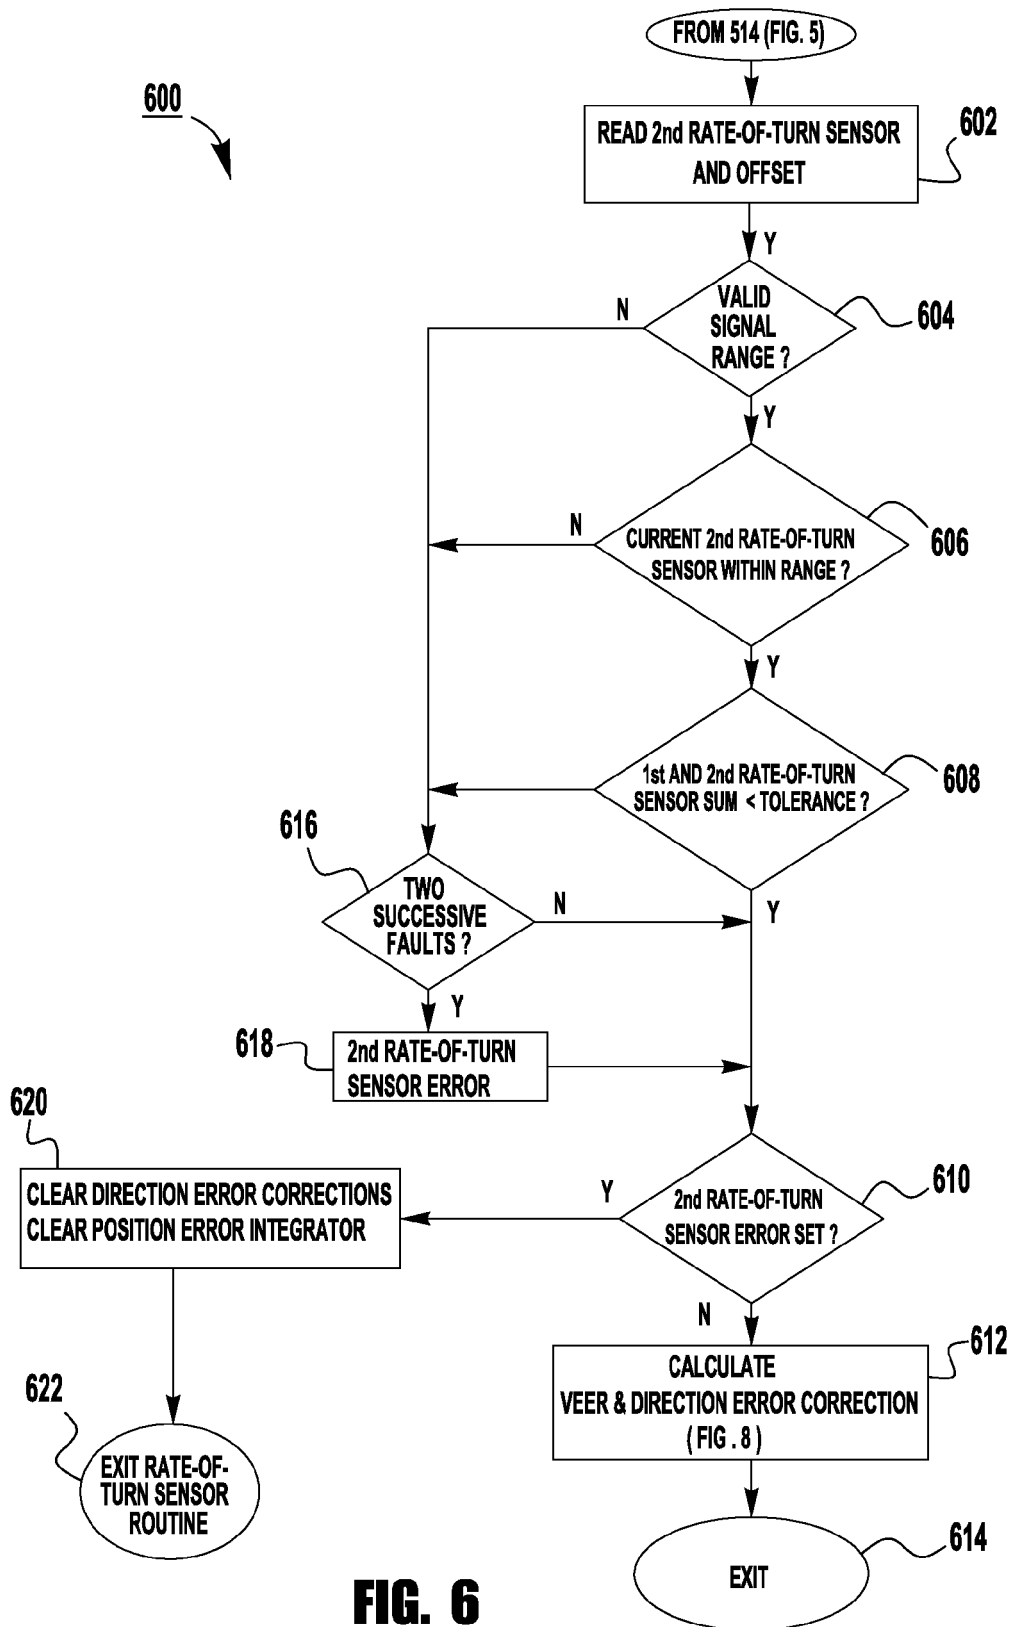 FROM 514 (FIG. 5)
600
READ 2nd RATE-OF-TURN SENSOR
AND OFFSET
602
Y
VALID
SIGNAL
RANGE ?
N
604
Y
CURRENT 2nd RATE-OF-TURN
SENSOR WITHIN RANGE ?
N
606
Y
1st AND 2nd RATE-OF-TURN
SENSOR SUM < TOLERANCE ?
608
616
TWO
SUCCESSIVE
FAULTS ?
N
Y
Y
618
2nd RATE-OF-TURN
SENSOR ERROR
620
CLEAR DIRECTION ERROR CORRECTIONS
CLEAR POSITION ERROR INTEGRATOR
Y
2nd RATE-OF-TURN
SENSOR ERROR SET ?
610
N
CALCULATE
VEER & DIRECTION ERROR CORRECTION
( FIG . 8 )
612
622
EXIT RATE-OF-
TURN SENSOR
ROUTINE
EXIT
614
FIG. 6